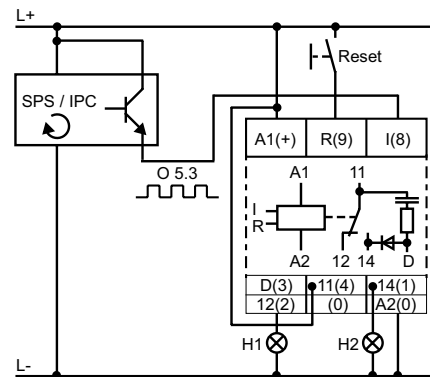 L+
Reset
SPS / IPC
A1(+) R(9) I(8)
O 5.3
A1 11
I
R
A2 12 14 D
D(3) 11(4) 14(1)
12(2) (0) A2(0)
H1 H2
L-